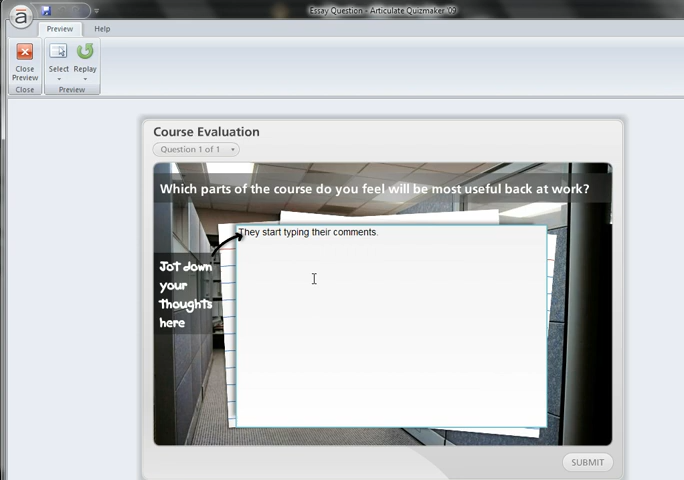 Essay Question - Articulate Quizmaker '09
a
Preview
Help
Close Preview
Select
Replay
Close
Preview
Course Evaluation
Question 1 of 1
Which parts of the course do you feel will be most useful back at work?
They start typing their comments.
Jot down
your
thoughts
here
SUBMIT